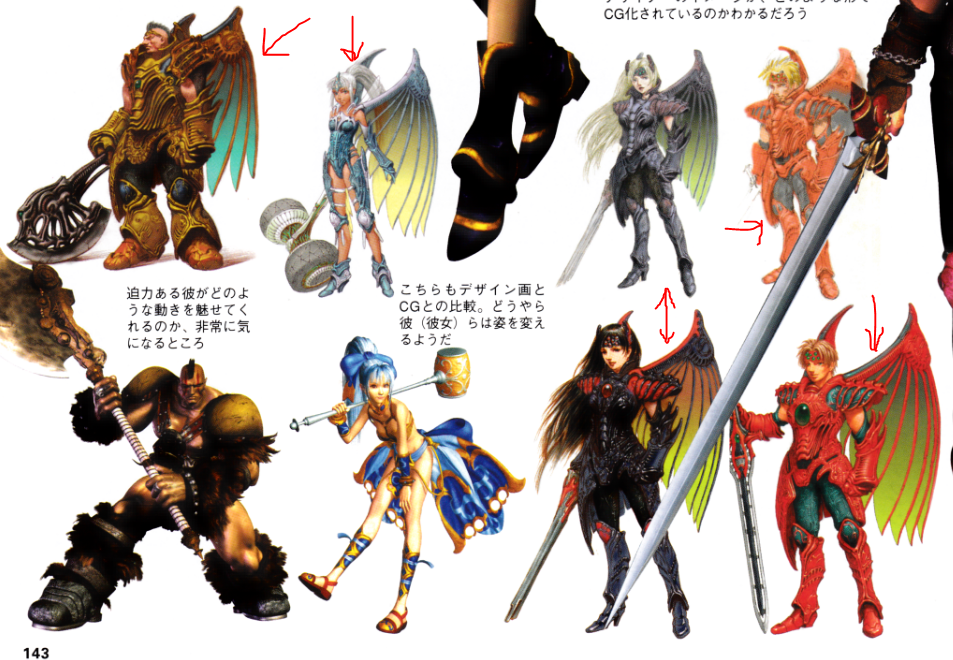 CG化されているのかわかるだろう
迫力ある彼がどのよ
うな動きを魅せてく
れるのか、非常に気
になるところ
こちらもデザイン画と
CGとの比較。どうやら
彼（彼女）らは姿を変え
るようだ
143